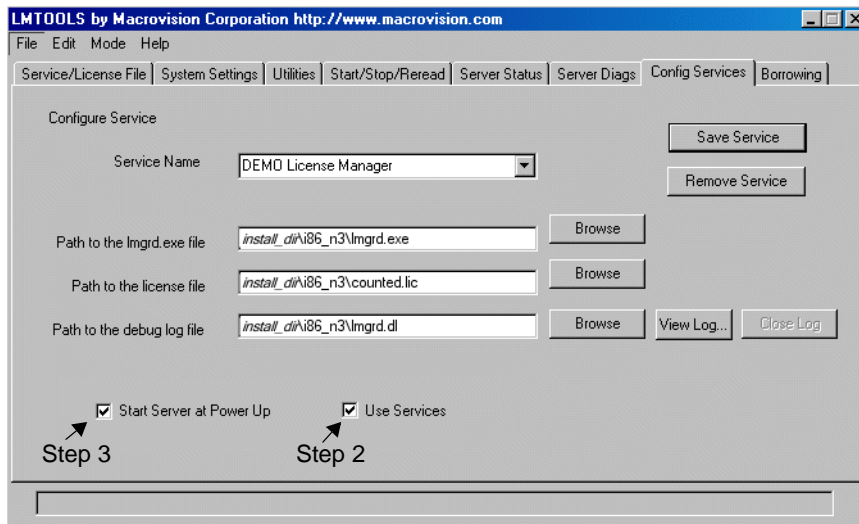 LMTOOLS by Macrovision Corporation http://www.macrovision.com
File Edit Mode Help
Service/License File System Settings Utilities Start/Stop/Reread Server Status Server Diags Config Services Borrowing
Configure Service
Save Service
Service Name DEMO License Manager
Remove Service
Path to the lmgrd.exe file install_dir\i86_n3\lmgrd.exe Browse
Path to the license file install_dir\i86_n3\counted.lic Browse
Path to the debug log file install_dir\i86_n3\lmgrd.dl Browse View Log... Close Log
Start Server at Power Up Use Services
Step 3 Step 2